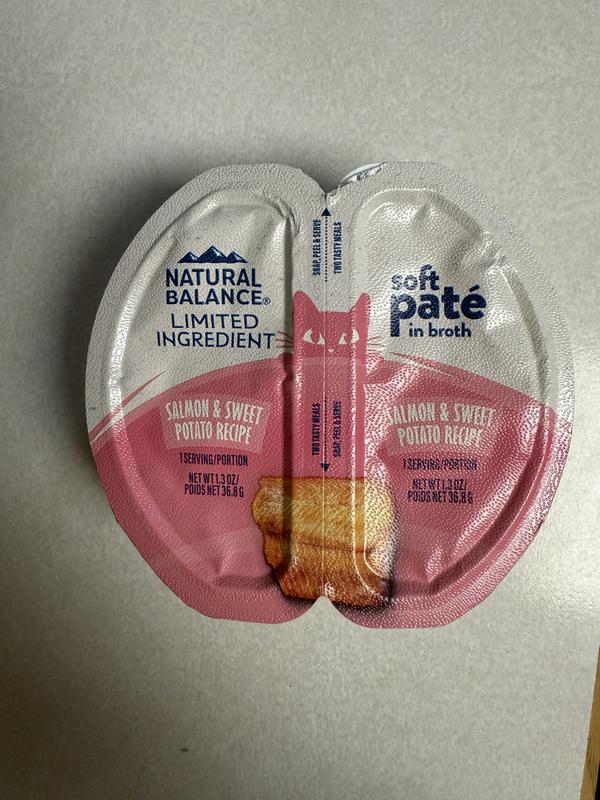 NATURAL
BALANCE®
LIMITED
INGREDIENT
SALMON & SWEET
POTATO RECIPE
1 SERVING/PORTION
NET WT 1.3 OZ/
POIDS NET 36.8 G
SNAP, PEEL & SERVE
TWO TASTY MEALS
TWO TASTY MEALS
SNAP, PEEL & SERVE
soft
paté
in broth
SALMON & SWEET
POTATO RECIPE
1 SERVING/PORTION
NET WT 1.3 OZ/
POIDS NET 36.8 G